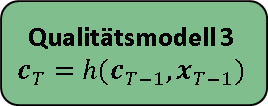 Qualitätsmodell 3
𝒄_T = h(𝒄_{T−1}, 𝒙_{T−1})